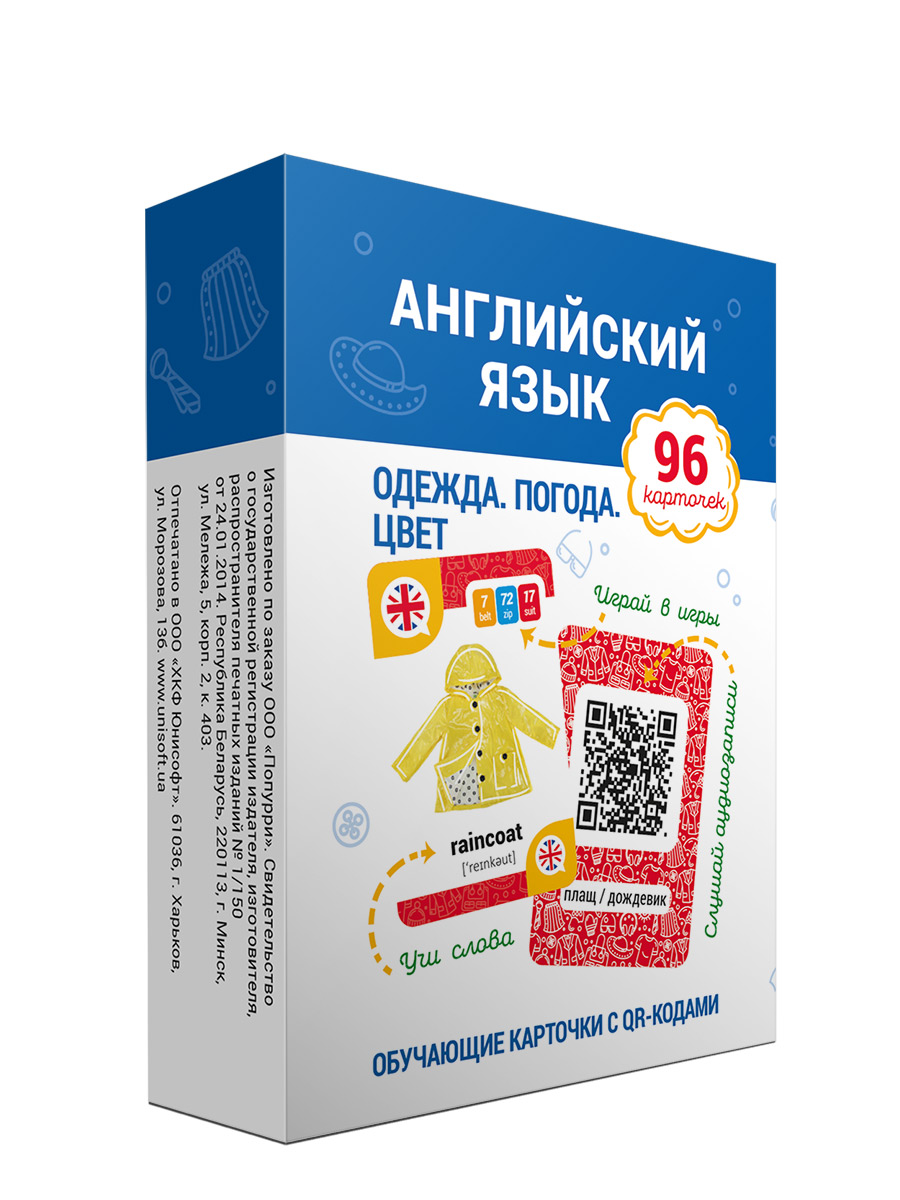 АНГЛИЙСКИЙ
ЯЗЫК
96
карточек
ОДЕЖДА. ПОГОДА.
ЦВЕТ
7
belt
72
zip
17
suit
Играй в игры
Слушай аудиозаписи
raincoat
['reɪnkəut]
плащ / дождевик
Учи слова
ОБУЧАЮЩИЕ КАРТОЧКИ С QR-КОДАМИ
Изготовлено по заказу ООО «Попурри». Свидетельство
о государственной регистрации издателя, изготовителя,
распространителя печатных изданий № 1/150
от 24.01.2014. Республика Беларусь, 220113, г. Минск,
ул. Мележа, 5, корп. 2, к. 403.
Отпечатано в ООО «ХКФ Юнисофт», 61036, г. Харьков,
ул. Морозова, 13б. www.unisoft.ua